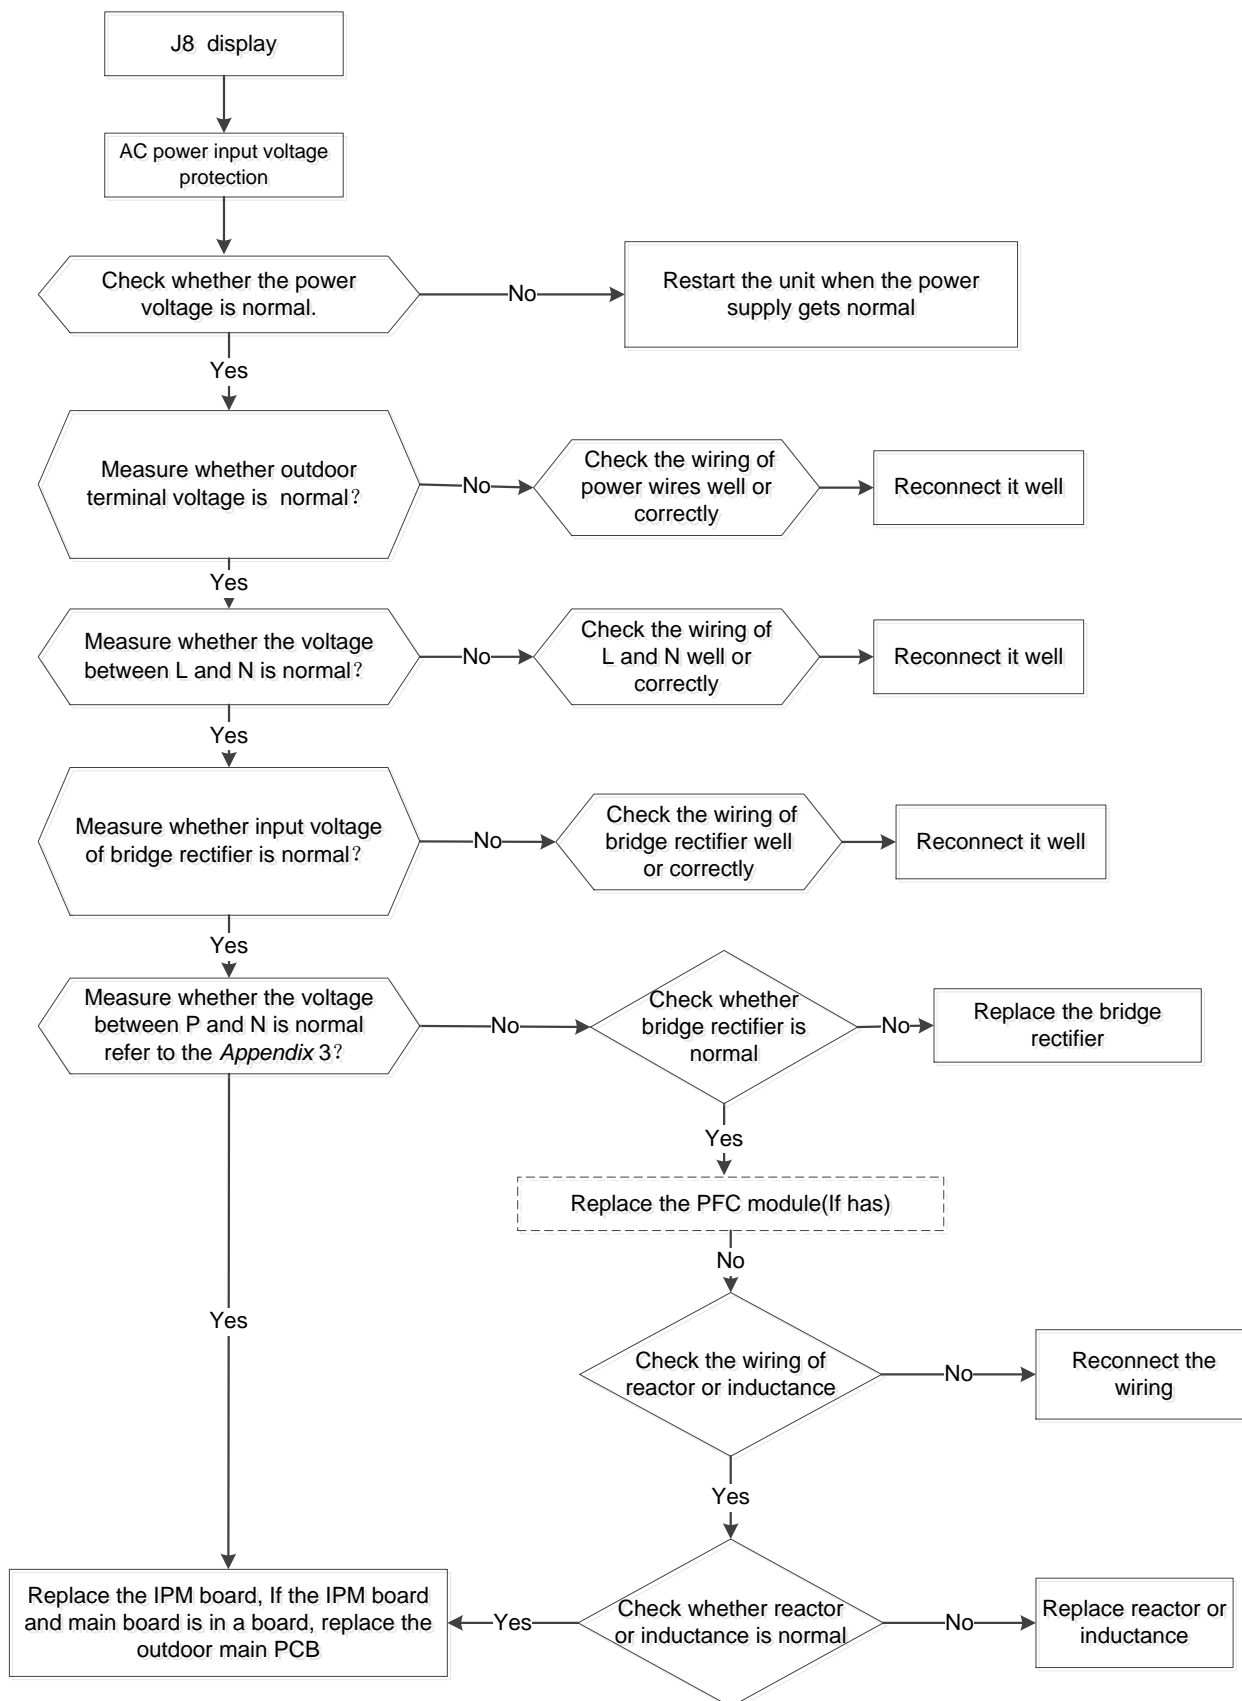 J8 display
AC power input voltage
protection
Check whether the power
voltage is normal.
No
Restart the unit when the power
supply gets normal
Yes
Measure whether outdoor
terminal voltage is normal？
No
Check the wiring of
power wires well or
correctly
Reconnect it well
Yes
Measure whether the voltage
between L and N is normal？
No
Check the wiring of
L and N well or
correctly
Reconnect it well
Yes
Measure whether input voltage
of bridge rectifier is normal？
No
Check the wiring of
bridge rectifier well
or correctly
Reconnect it well
Yes
Measure whether the voltage
between P and N is normal
refer to the Appendix 3？
No
Check whether
bridge rectifier is
normal
No
Replace the bridge
rectifier
Yes
Replace the PFC module(If has)
No
Yes
Check the wiring of
reactor or inductance
No
Reconnect the
wiring
Yes
Replace the IPM board, If the IPM board
and main board is in a board, replace the
outdoor main PCB
Yes
Check whether reactor
or inductance is normal
No
Replace reactor or
inductance